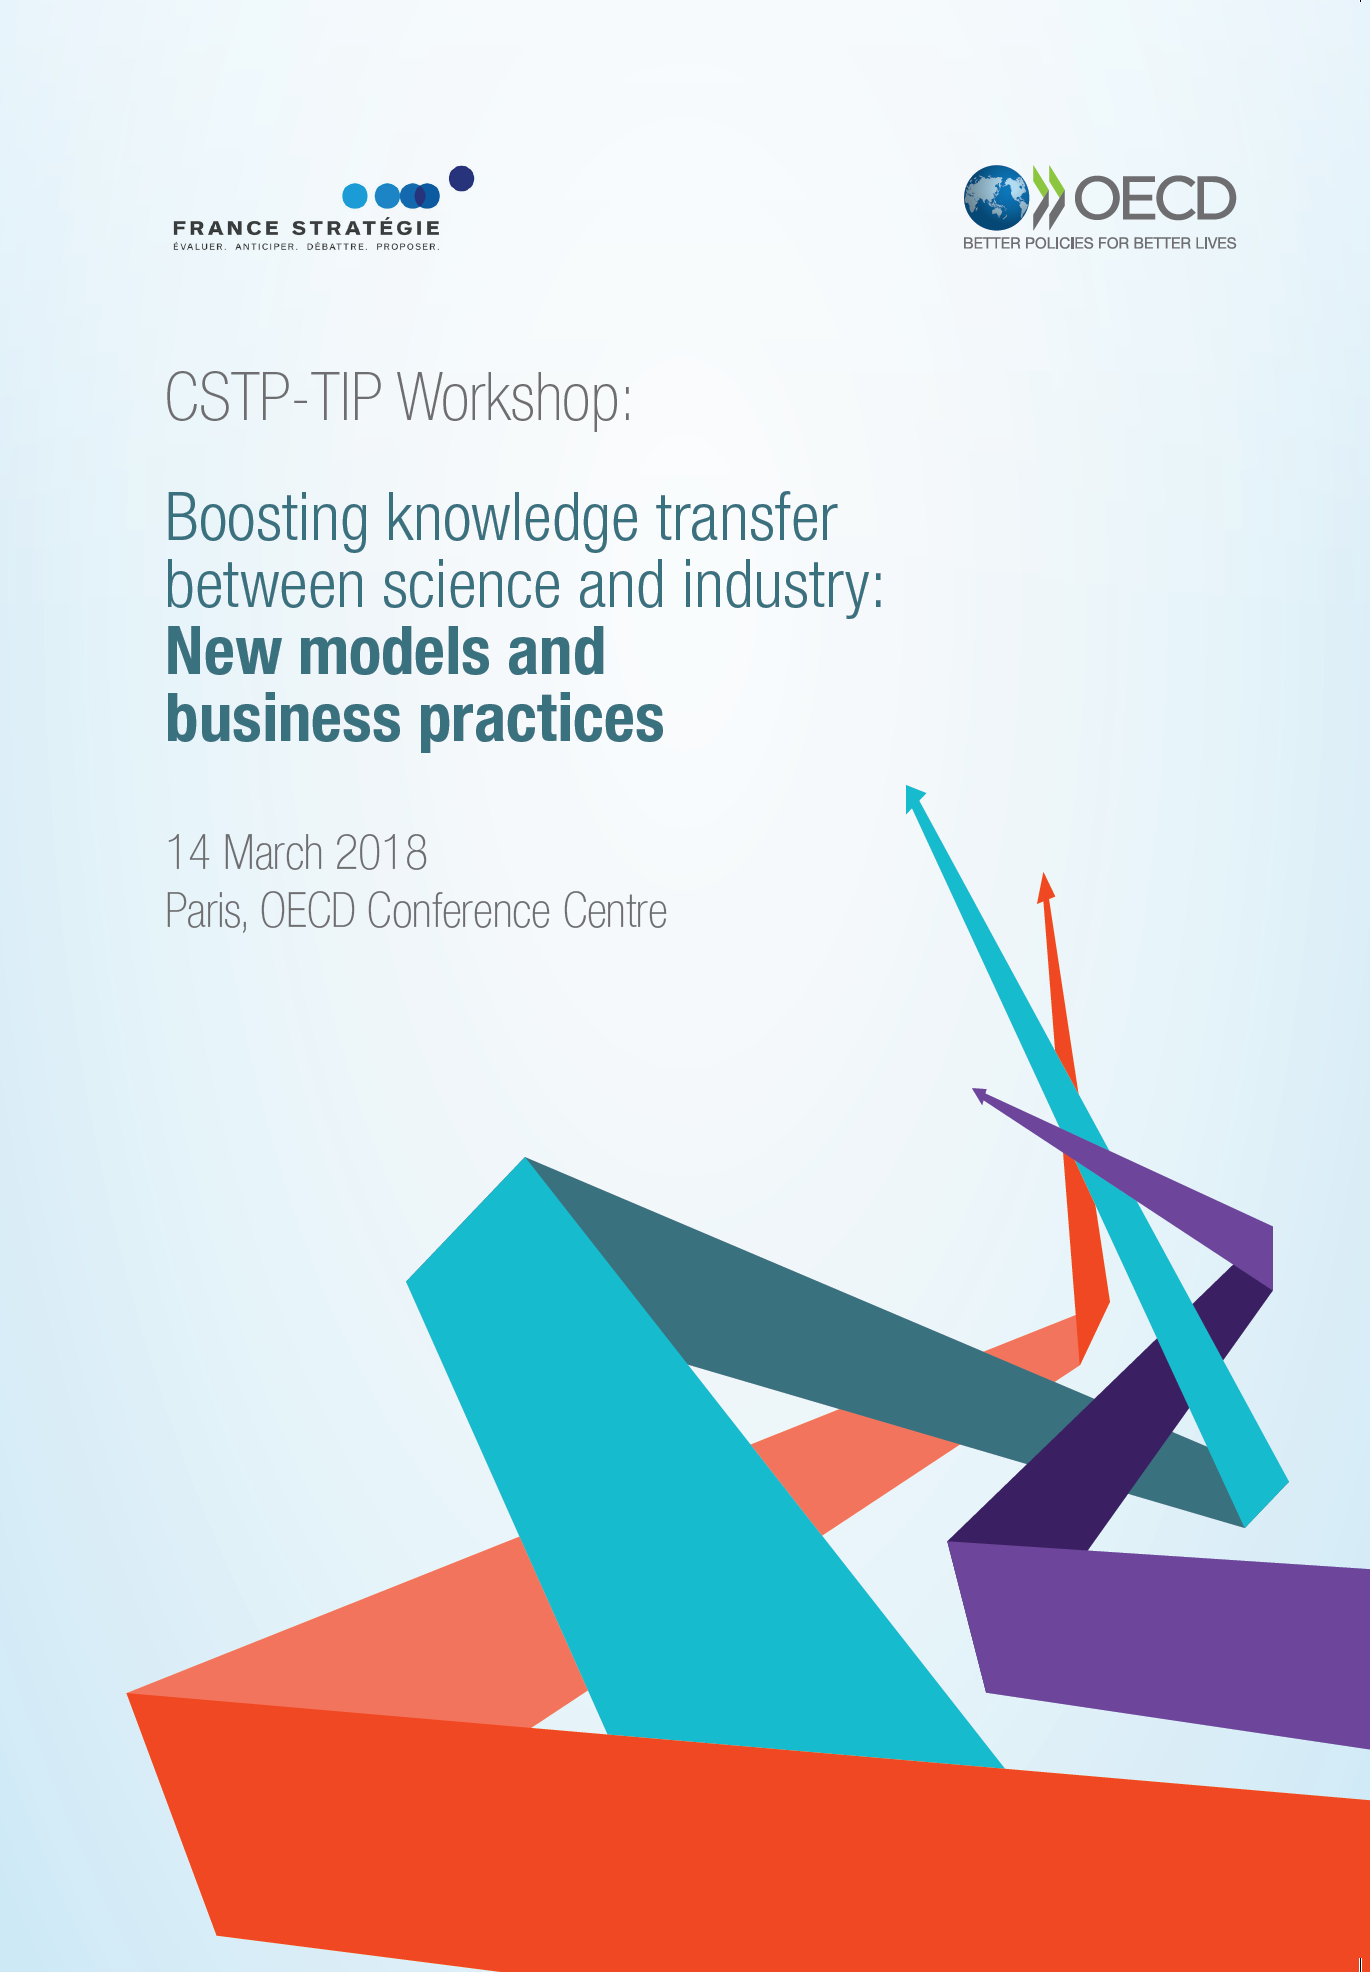 FRANCE STRATÉGIE
ÉVALUER. ANTICIPER. DÉBATTRE. PROPOSER.
OECD
BETTER POLICIES FOR BETTER LIVES
CSTP-TIP Workshop:
Boosting knowledge transfer
between science and industry:
New models and
business practices
14 March 2018
Paris, OECD Conference Centre